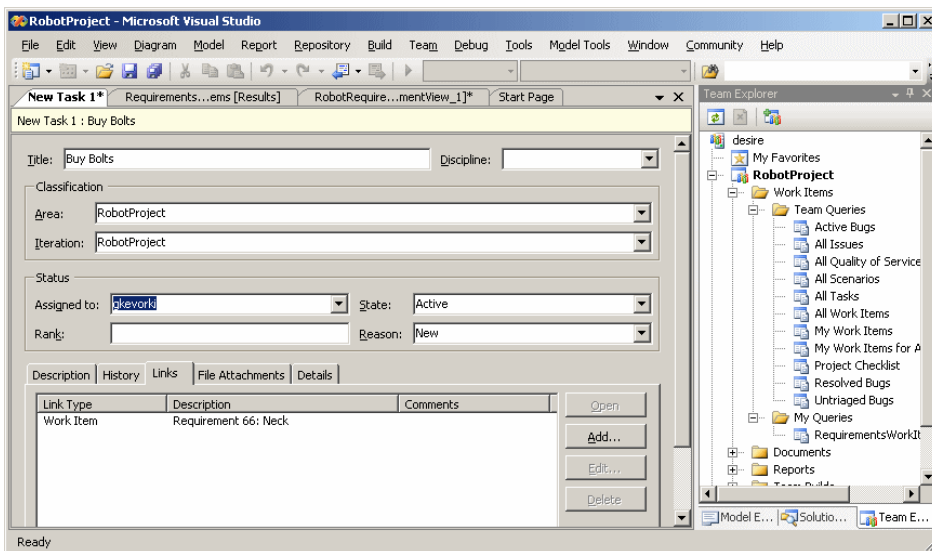 RobotProject - Microsoft Visual Studio
File Edit View Diagram Model Report Repository Build Team Debug Tools Model Tools Window Community Help
New Task 1* Requirements...ems [Results] RobotRequire...mentView_1]* Start Page
New Task 1 : Buy Bolts
Title: Buy Bolts Discipline:
Classification
Area: RobotProject
Iteration: RobotProject
Status
Assigned to: gkevorki State: Active
Rank: Reason: New
Description History Links File Attachments Details
Link Type Description Comments
Work Item Requirement 66: Neck
Open
Add...
Edit...
Delete
Team Explorer
desire
My Favorites
RobotProject
Work Items
Team Queries
Active Bugs
All Issues
All Quality of Service
All Scenarios
All Tasks
All Work Items
My Work Items
My Work Items for A
Project Checklist
Resolved Bugs
Untriaged Bugs
My Queries
RequirementsWorkIt
Documents
Reports
Team Builds
Model E... Solutio... Team E...
Ready